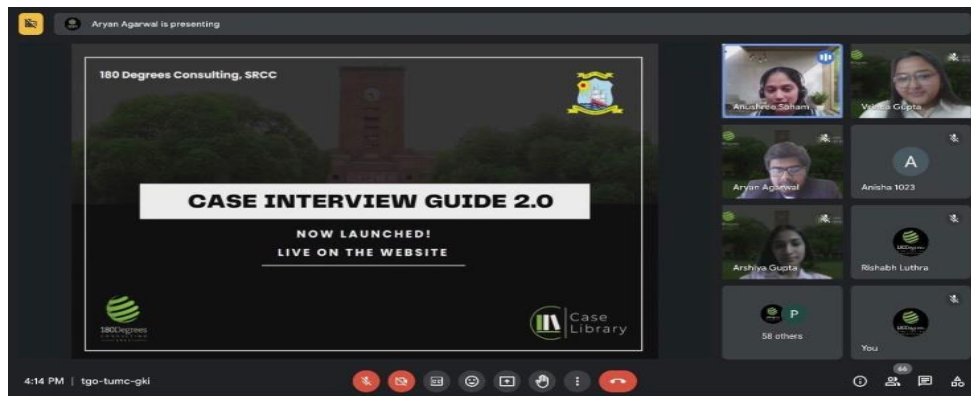 Aryan Agarwal is presenting
180 Degrees Consulting, SRCC
CASE INTERVIEW GUIDE 2.0
NOW LAUNCHED!
LIVE ON THE WEBSITE
180Degrees
CONSULTING
Case
Library
Anushree Soham
Gupta
Aryan Agarwal
A
Anisha 1023
Arshiya Gupta
Rishabh Luthra
P
58 others
You
4:14 PM | tgo-tumc-gki
66